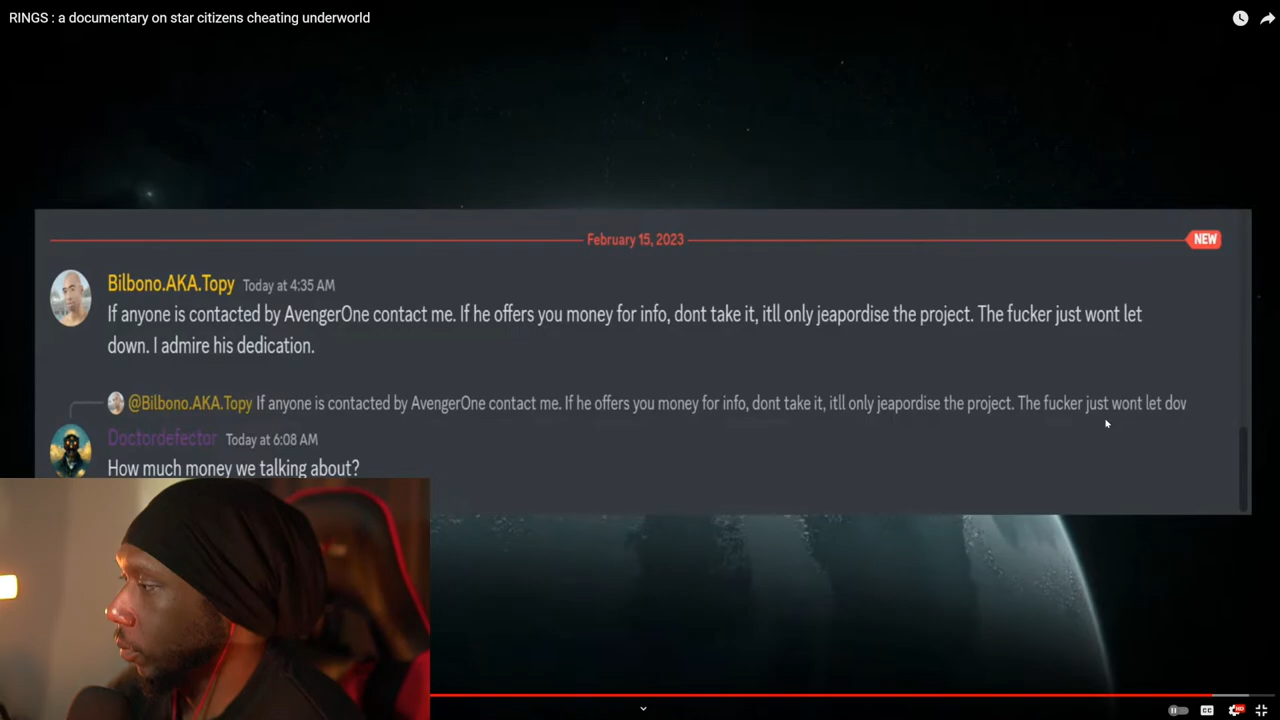 RINGS : a documentary on star citizens cheating underworld
February 15, 2023
NEW
Bilbono.AKA.Topy Today at 4:35 AM
If anyone is contacted by AvengerOne contact me. If he offers you money for info, dont take it, itll only jeapordise the project. The fucker just wont let
down. I admire his dedication.
@Bilbono.AKA.Topy If anyone is contacted by AvengerOne contact me. If he offers you money for info, dont take it, itll only jeapordise the project. The fucker just wont let dov
Doctordefector Today at 6:08 AM
How much money we talking about?
CC
HD